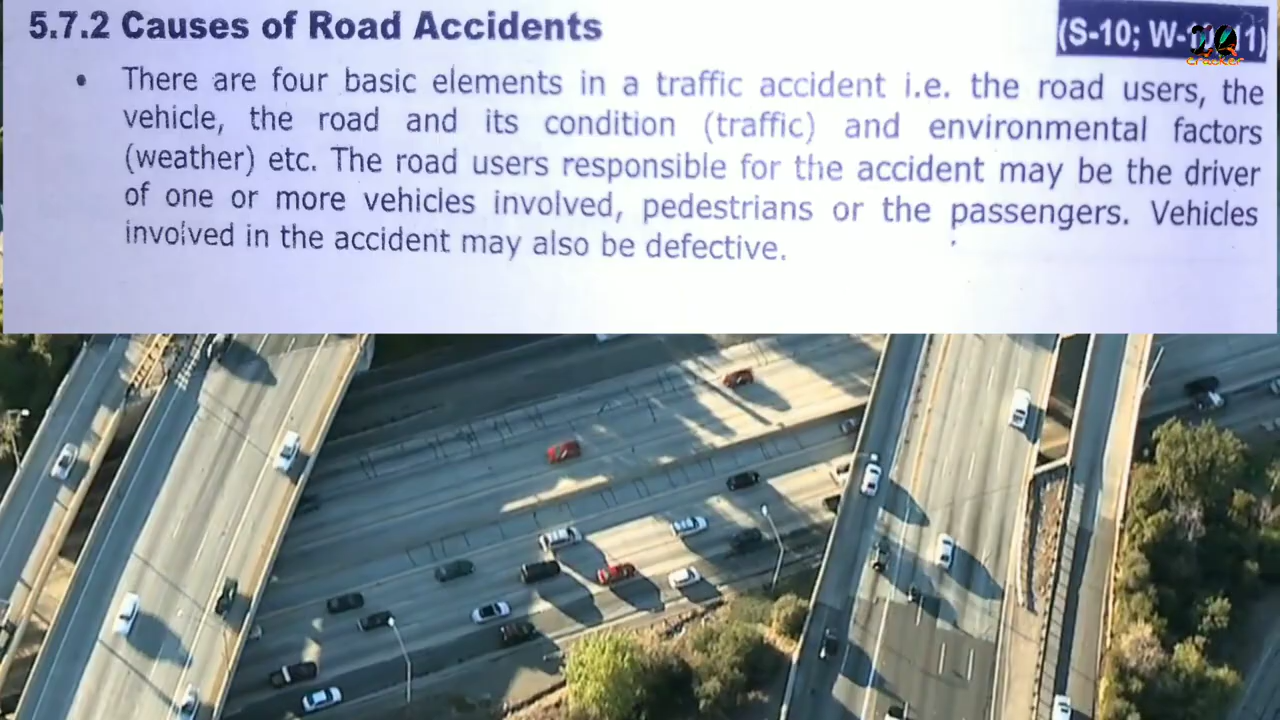 5.7.2 Causes of Road Accidents
(S-10; W- 1)
• There are four basic elements in a traffic accident i.e. the road users, the
vehicle, the road and its condition (traffic) and environmental factors
(weather) etc. The road users responsible for the accident may be the driver
of one or more vehicles involved, pedestrians or the passengers. Vehicles
involved in the accident may also be defective.
cracker